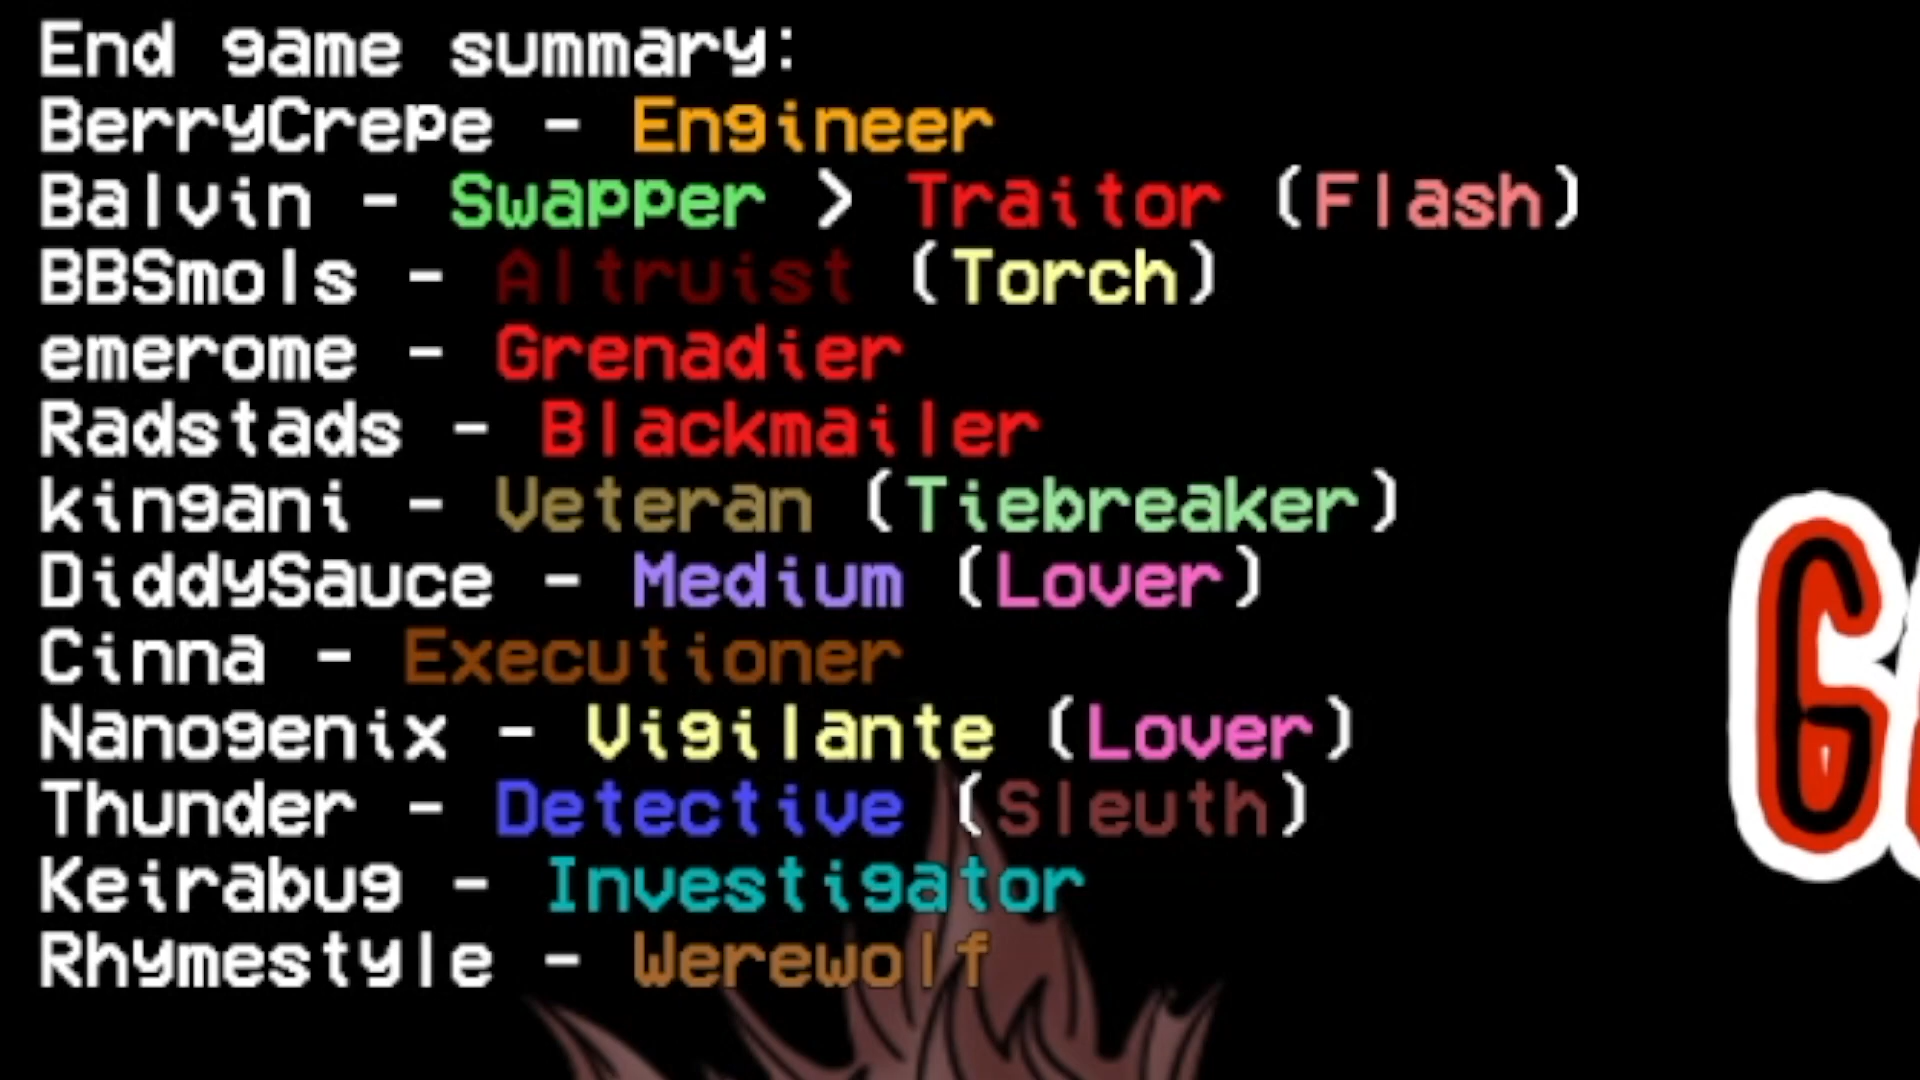 End game summary:
BerryCrepe - Engineer
Balvin - Swapper > Traitor (Flash)
BBSmols - Altruist (Torch)
emerome - Grenadier
Radstads - Blackmailer
kingani - Veteran (Tiebreaker)
DiddySauce - Medium (Lover)
Cinna - Executioner
Nanogenix - Vigilante (Lover)
Thunder - Detective (Sleuth)
Keirabug - Investigator
Rhymestyle - Werewolf